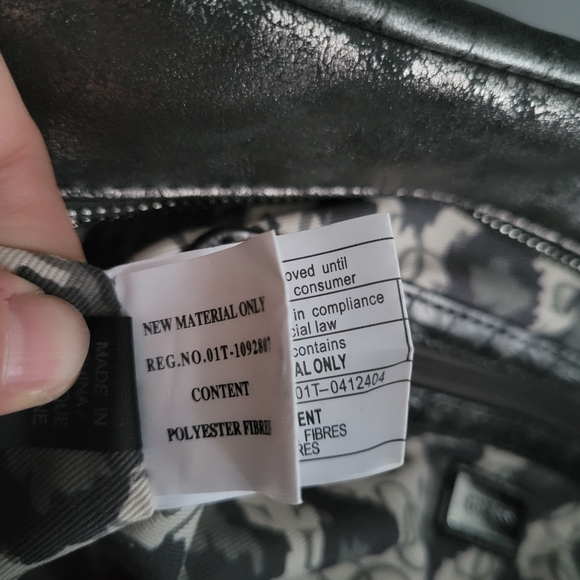 NEW MATERIAL ONLY
REG.NO.01T-1092807
CONTENT
POLYESTER FIBRES
oved until
consumer
in compliance
cial law
contains
AL ONLY
01T-0412404
ENT
FIBRES
RES
MADE IN